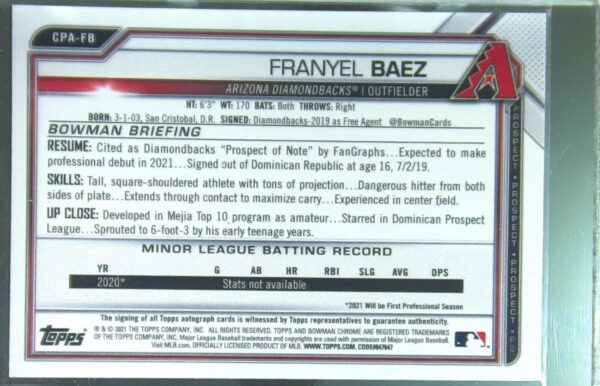 CPA-FB
FRANYEL BAEZ
ARIZONA DIAMONDBACKS® | OUTFIELDER
HT: 6'3" WT: 170 BATS: Both THROWS: Right
BORN: 3-1-03, San Cristobal, D.R. SIGNED: Diamondbacks-2019 as Free Agent @BowmanCards
BOWMAN BRIEFING
RESUME: Cited as Diamondbacks "Prospect of Note" by FanGraphs...Expected to make
professional debut in 2021...Signed out of Dominican Republic at age 16, 7/2/19.
SKILLS: Tall, square-shouldered athlete with tons of projection...Dangerous hitter from both
sides of plate...Extends through contact to maximize carry...Experienced in center field.
UP CLOSE: Developed in Mejia Top 10 program as amateur...Starred in Dominican Prospect
League...Sprouted to 6-foot-3 by his early teenage years.
MINOR LEAGUE BATTING RECORD
YR G AB HR RBI SLG AVG OPS
2020* Stats not available
*2021 Will be First Professional Season
The signing of all Topps autograph cards is witnessed by Topps representatives to guarantee authenticity.
® & © 2021 THE TOPPS COMPANY, INC. ALL RIGHTS RESERVED. TOPPS AND BOWMAN CHROME ARE REGISTERED TRADEMARKS
OF THE TOPPS COMPANY, INC. Major League Baseball trademarks and copyrights are used with permission of Major League Baseball.
Visit MLB.com. OFFICIALLY LICENSED PRODUCT OF MLB. WWW.TOPPS.COM. CODE#047647
Topps
PROSPECT • PROSPECT • PROSPECT • PROSPECT